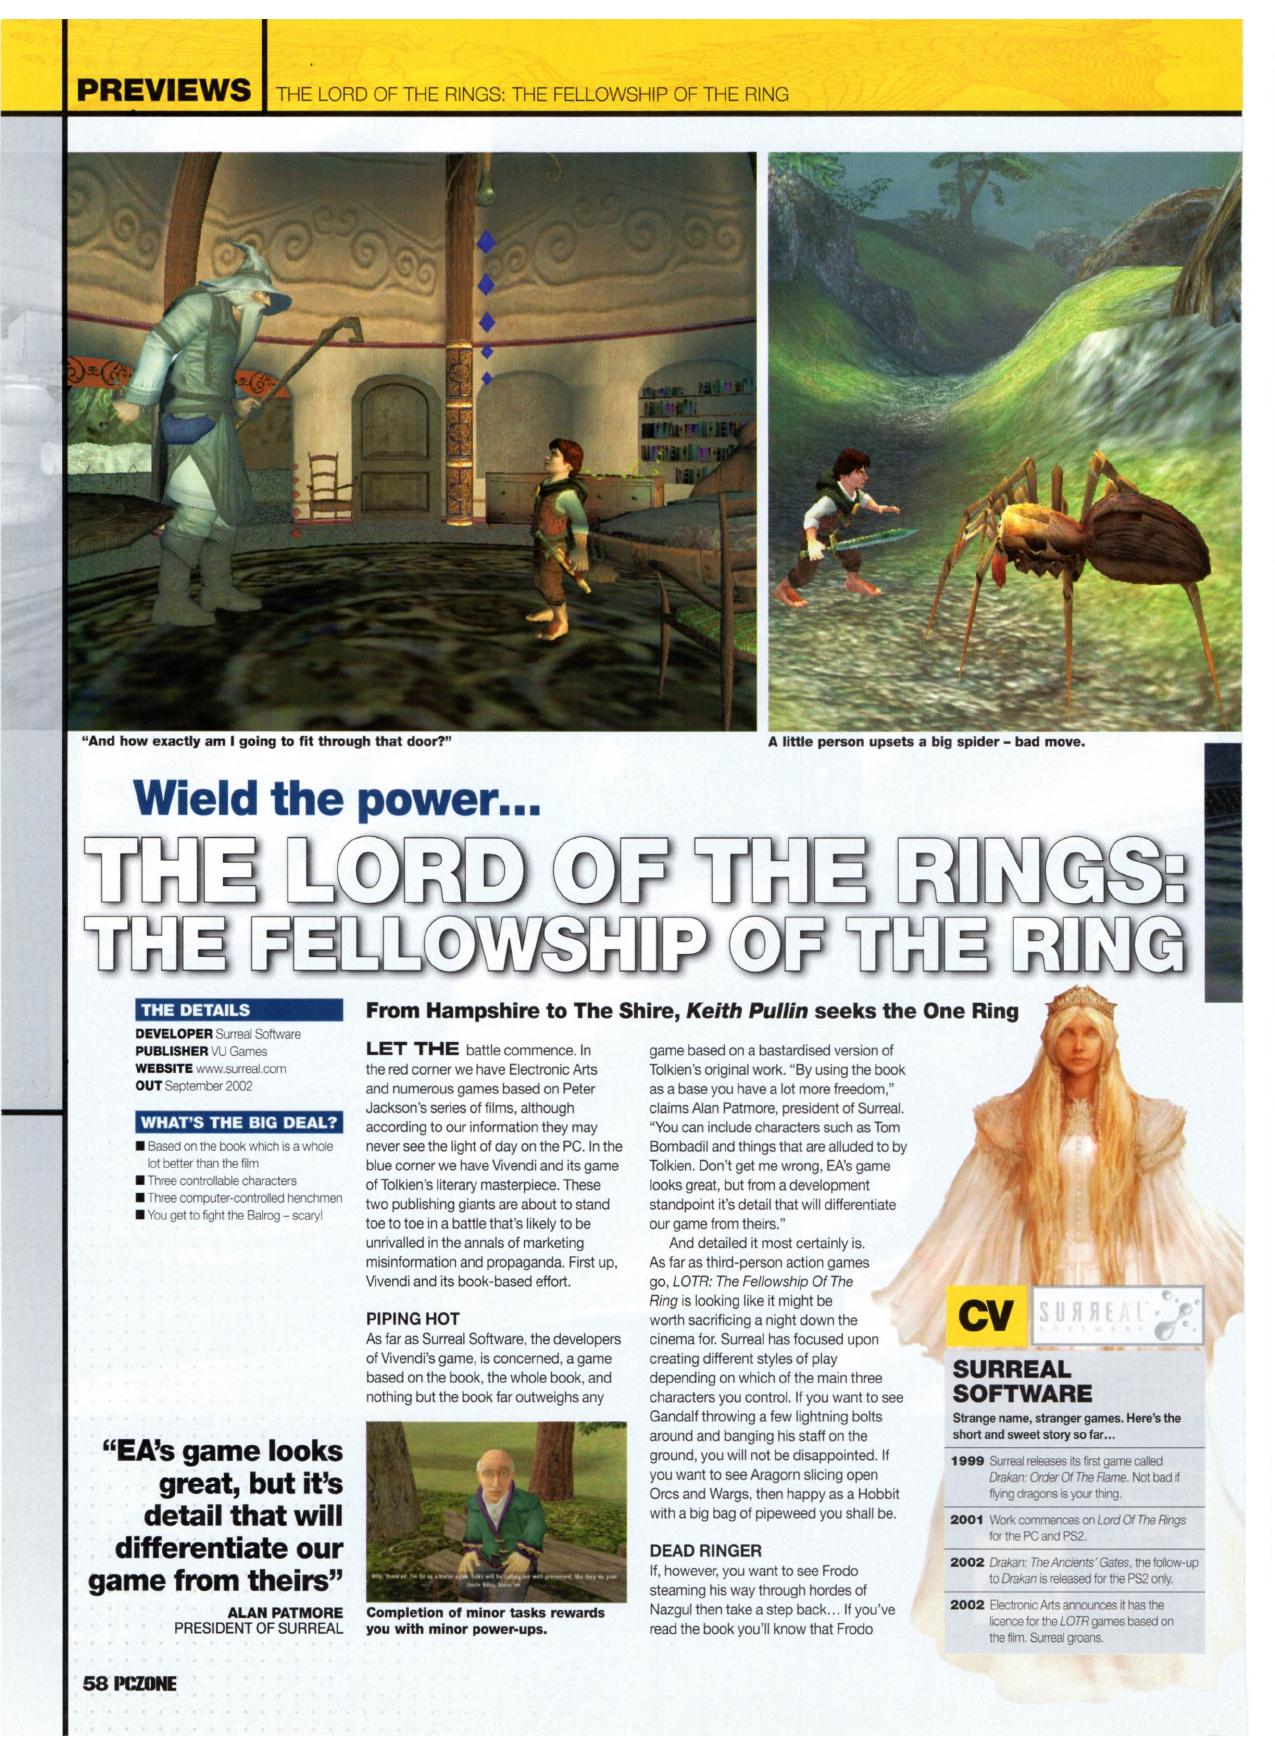 PREVIEWS
THE LORD OF THE RINGS: THE FELLOWSHIP OF THE RING
"And how exactly am I going to fit through that door?"
A little person upsets a big spider – bad move.
Wield the power...
THE LORD OF THE RINGS:
THE FELLOWSHIP OF THE RING
THE DETAILS
DEVELOPER Surreal Software
PUBLISHER VU Games
WEBSITE www.surreal.com
OUT September 2002
WHAT'S THE BIG DEAL?
■ Based on the book which is a whole
lot better than the film
■ Three controllable characters
■ Three computer-controlled henchmen
■ You get to fight the Balrog – scary!
"EA's game looks
great, but it's
detail that will
differentiate our
game from theirs"
ALAN PATMORE
PRESIDENT OF SURREAL
From Hampshire to The Shire, Keith Pullin seeks the One Ring
LET THE battle commence. In
the red corner we have Electronic Arts
and numerous games based on Peter
Jackson's series of films, although
according to our information they may
never see the light of day on the PC. In the
blue corner we have Vivendi and its game
of Tolkien's literary masterpiece. These
two publishing giants are about to stand
toe to toe in a battle that's likely to be
unrivalled in the annals of marketing
misinformation and propaganda. First up,
Vivendi and its book-based effort.
PIPING HOT
As far as Surreal Software, the developers
of Vivendi's game, is concerned, a game
based on the book, the whole book, and
nothing but the book far outweighs any
Why, thank'ee. I'm fit as a horse again. Folks will be calling me well-preserved, like they do your
Uncle Bilbo, bless 'im.
Completion of minor tasks rewards
you with minor power-ups.
game based on a bastardised version of
Tolkien's original work. "By using the book
as a base you have a lot more freedom,"
claims Alan Patmore, president of Surreal.
"You can include characters such as Tom
Bombadil and things that are alluded to by
Tolkien. Don't get me wrong, EA's game
looks great, but from a development
standpoint it's detail that will differentiate
our game from theirs."
And detailed it most certainly is.
As far as third-person action games
go, LOTR: The Fellowship Of The
Ring is looking like it might be
worth sacrificing a night down the
cinema for. Surreal has focused upon
creating different styles of play
depending on which of the main three
characters you control. If you want to see
Gandalf throwing a few lightning bolts
around and banging his staff on the
ground, you will not be disappointed. If
you want to see Aragorn slicing open
Orcs and Wargs, then happy as a Hobbit
with a big bag of pipeweed you shall be.
DEAD RINGER
If, however, you want to see Frodo
steaming his way through hordes of
Nazgul then take a step back... If you've
read the book you'll know that Frodo
CV
SURREAL
SOFTWARE
SURREAL
SOFTWARE
Strange name, stranger games. Here's the
short and sweet story so far...
1999 Surreal releases its first game called
Drakan: Order Of The Flame. Not bad if
flying dragons is your thing.
2001 Work commences on Lord Of The Rings
for the PC and PS2.
2002 Drakan: The Ancients' Gates, the follow-up
to Drakan is released for the PS2 only.
2002 Electronic Arts announces it has the
licence for the LOTR games based on
the film. Surreal groans.
58 PCZONE